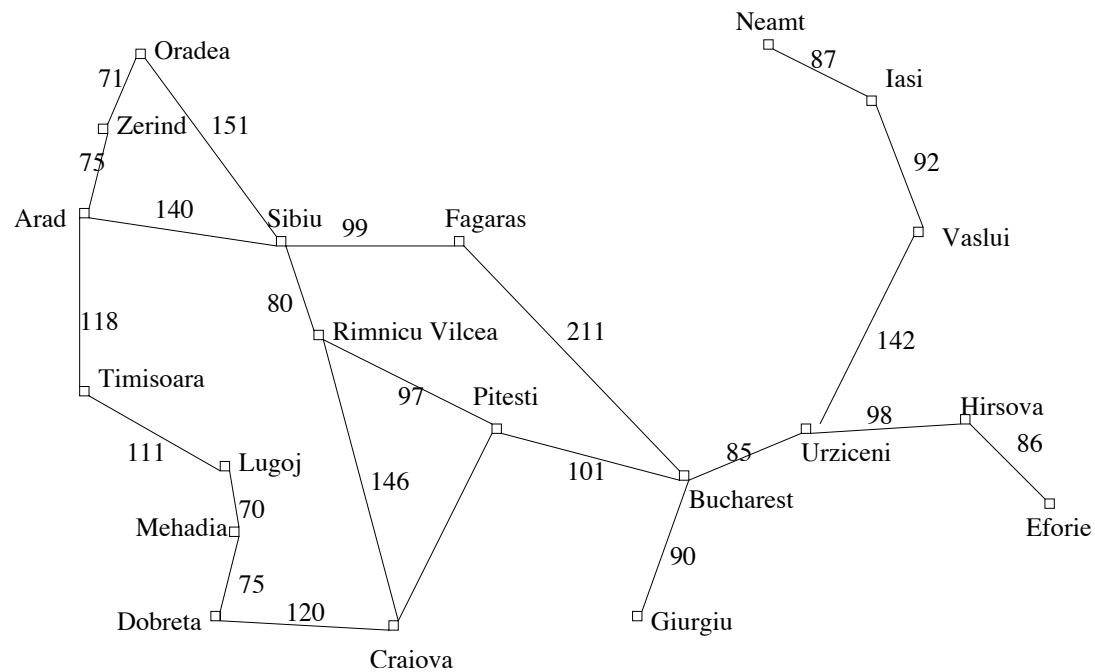 Neamt
Oradea
87
71
Iasi
Zerind
151
75
92
140
Arad
Sibiu
99
Fagaras
Vaslui
80
118
Rimnicu Vilcea
211
142
Timisoara
97
Pitesti
Hirsova
98
86
111
Lugoj
101
85
Urziceni
146
Bucharest
70
Mehadia
Eforie
90
75
120
Dobreta
Giurgiu
Craiova